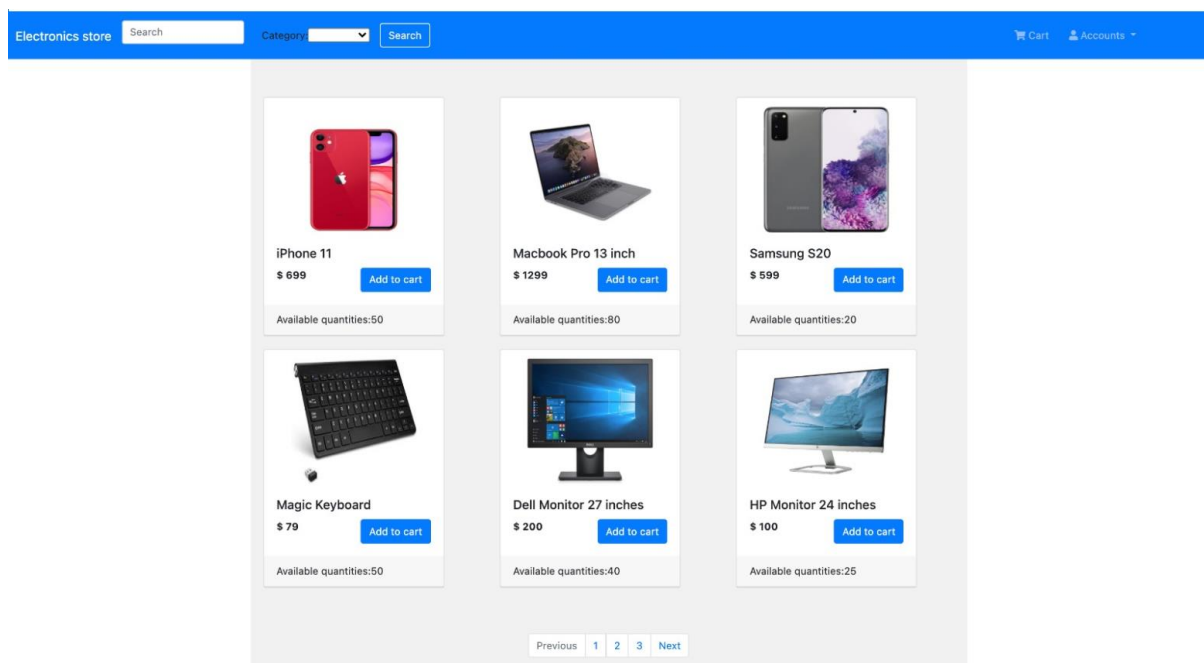 Electronics store Search Category: Search Cart Accounts
iPhone 11
$ 699 Add to cart
Available quantities:50
Macbook Pro 13 inch
$ 1299 Add to cart
Available quantities:80
SAMSUNG
Samsung S20
$ 599 Add to cart
Available quantities:20
Magic Keyboard
$ 79 Add to cart
Available quantities:50
Dell Monitor 27 inches
$ 200 Add to cart
Available quantities:40
HP Monitor 24 inches
$ 100 Add to cart
Available quantities:25
Previous 1 2 3 Next